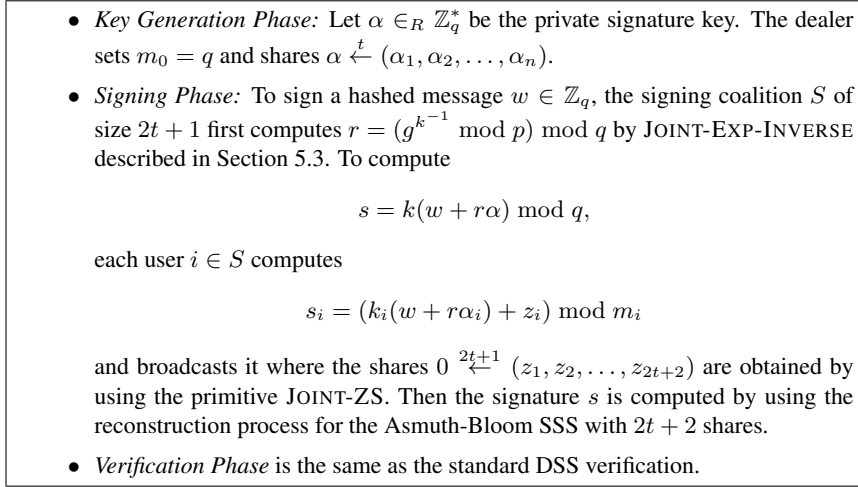 • Key Generation Phase: Let α ∈_R ℤ_q^* be the private signature key. The dealer
sets m_0 = q and shares α \overset{t}{←} (α_1, α_2, . . . , α_n).
• Signing Phase: To sign a hashed message w ∈ ℤ_q, the signing coalition S of
size 2t + 1 first computes r = (g^{k^{-1}} mod p) mod q by JOINT-EXP-INVERSE
described in Section 5.3. To compute
s = k(w + rα) mod q,
each user i ∈ S computes
s_i = (k_i(w + rα_i) + z_i) mod m_i
and broadcasts it where the shares 0 \overset{2t+1}{←} (z_1, z_2, . . . , z_{2t+2}) are obtained by
using the primitive JOINT-ZS. Then the signature s is computed by using the
reconstruction process for the Asmuth-Bloom SSS with 2t + 2 shares.
• Verification Phase is the same as the standard DSS verification.